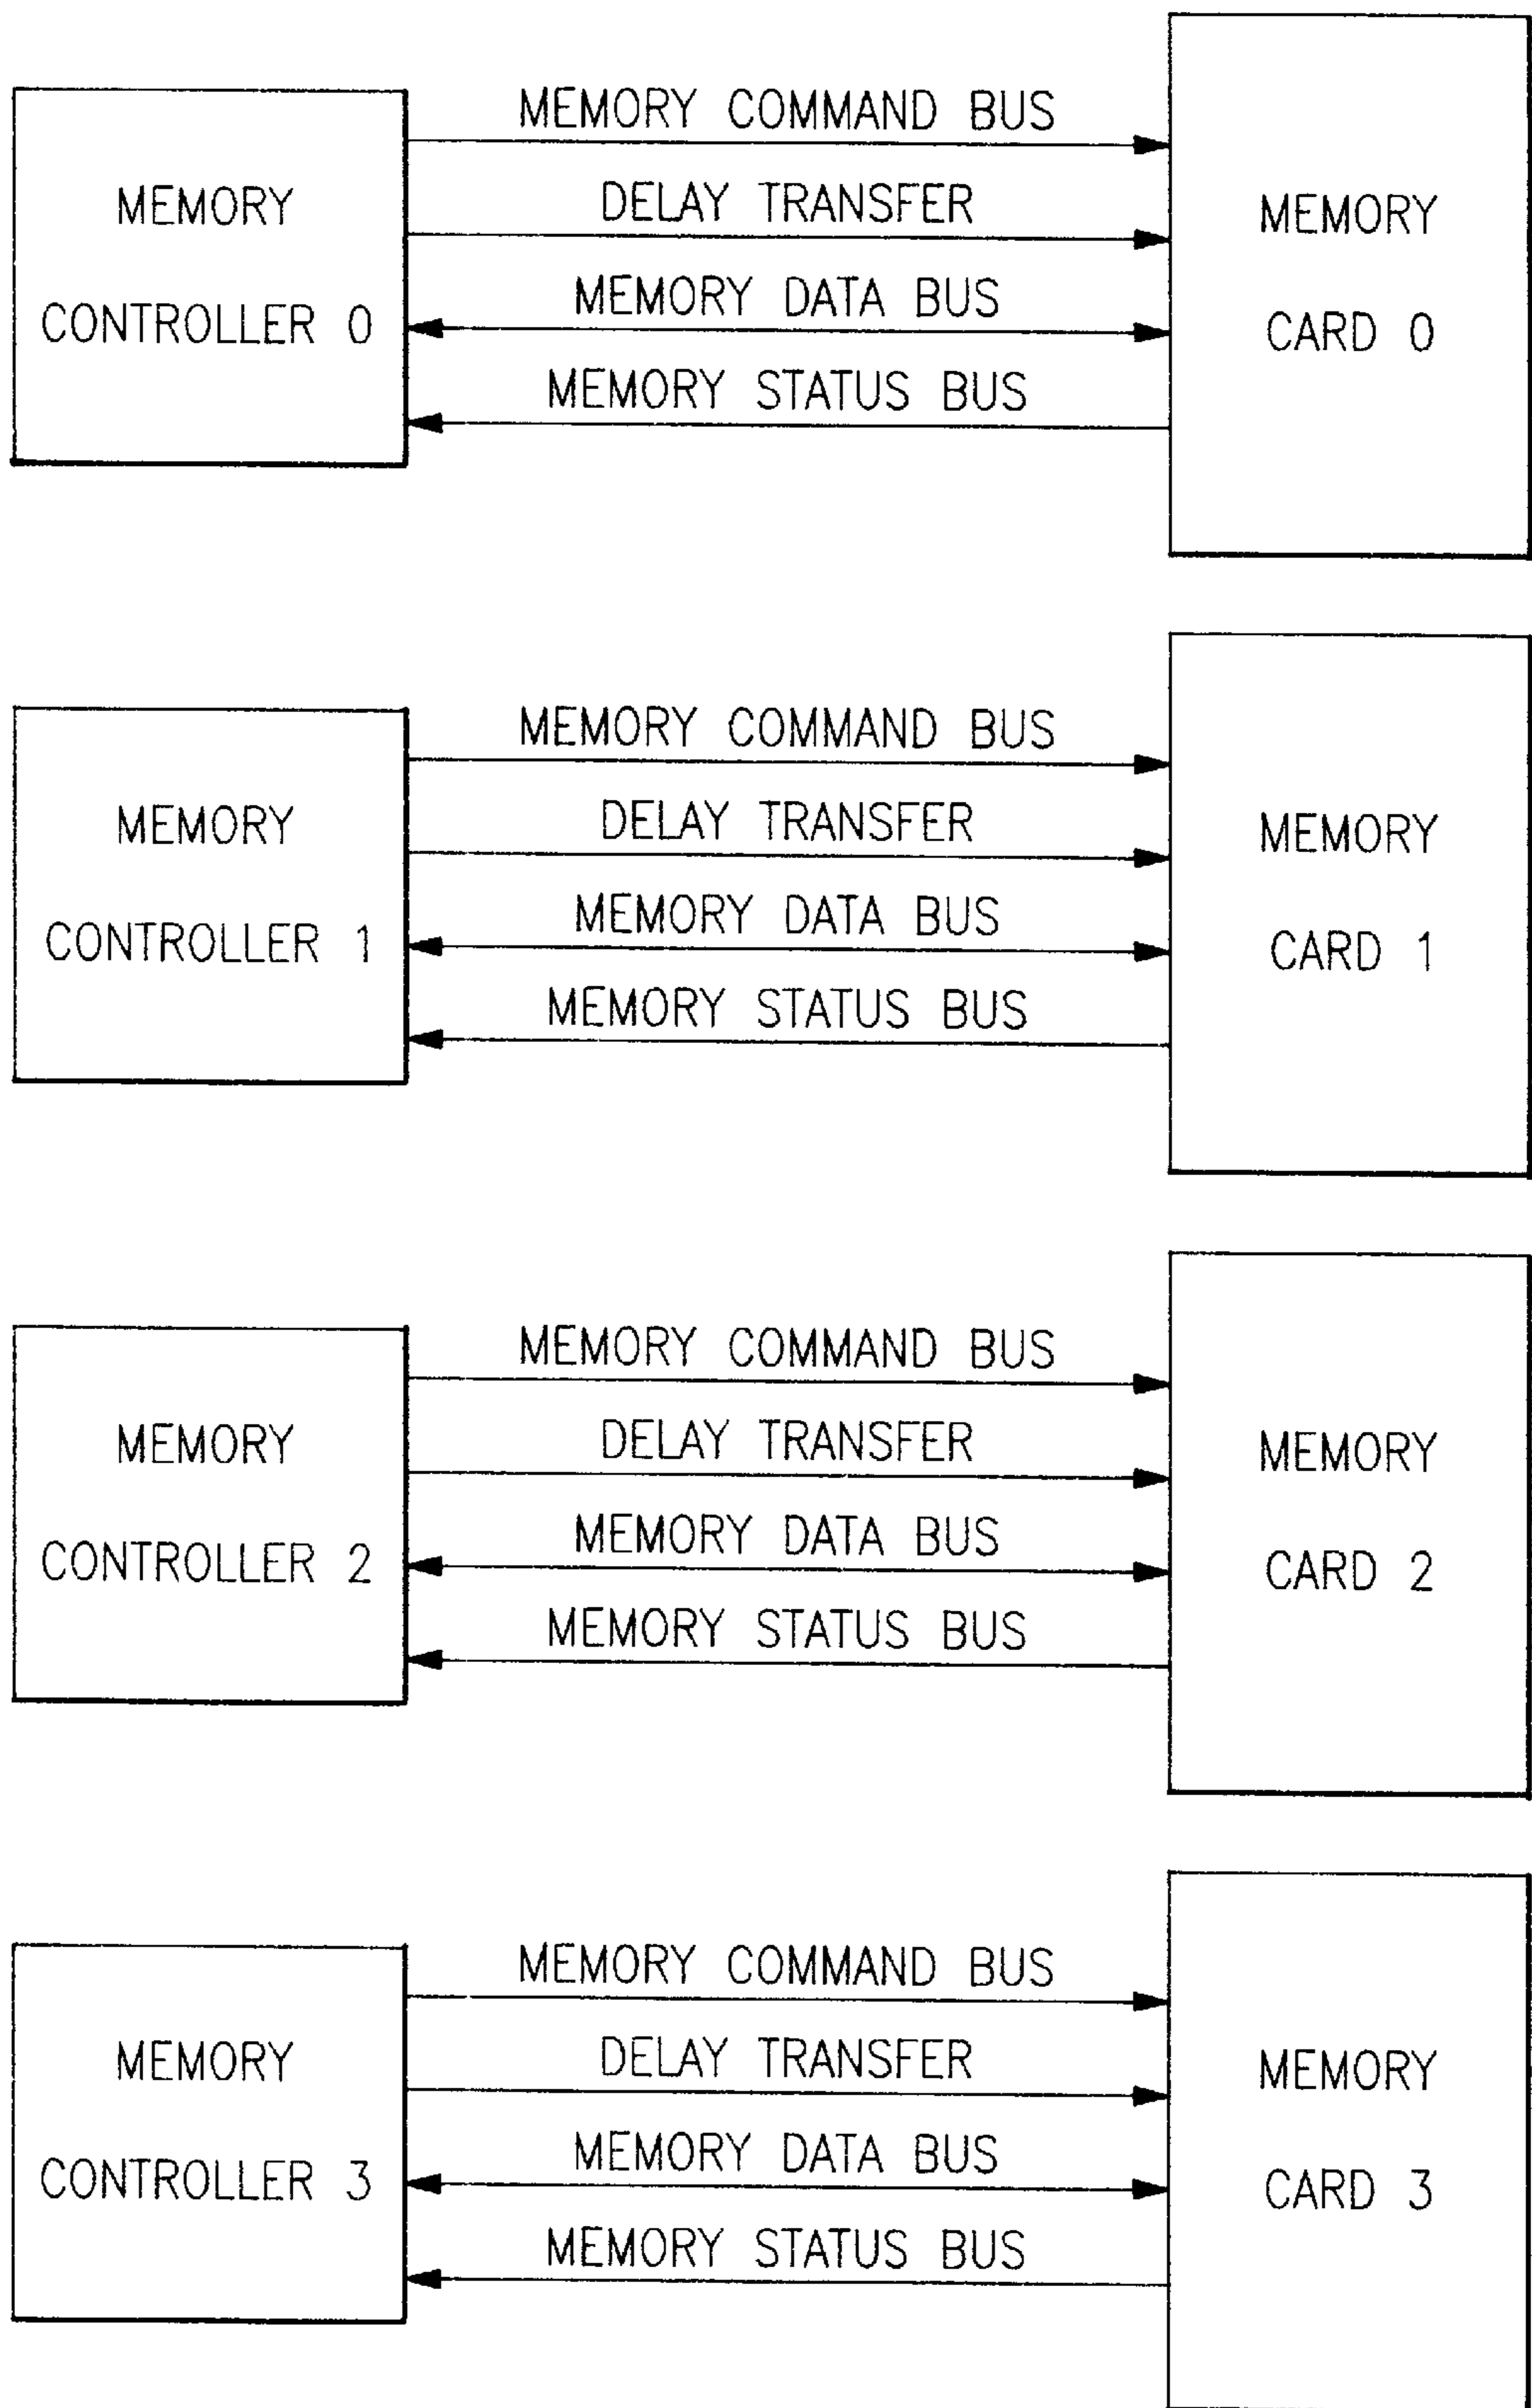 MEMORY
CONTROLLER 0
MEMORY COMMAND BUS
DELAY TRANSFER
MEMORY DATA BUS
MEMORY STATUS BUS
MEMORY
CARD 0
MEMORY
CONTROLLER 1
MEMORY COMMAND BUS
DELAY TRANSFER
MEMORY DATA BUS
MEMORY STATUS BUS
MEMORY
CARD 1
MEMORY
CONTROLLER 2
MEMORY COMMAND BUS
DELAY TRANSFER
MEMORY DATA BUS
MEMORY STATUS BUS
MEMORY
CARD 2
MEMORY
CONTROLLER 3
MEMORY COMMAND BUS
DELAY TRANSFER
MEMORY DATA BUS
MEMORY STATUS BUS
MEMORY
CARD 3